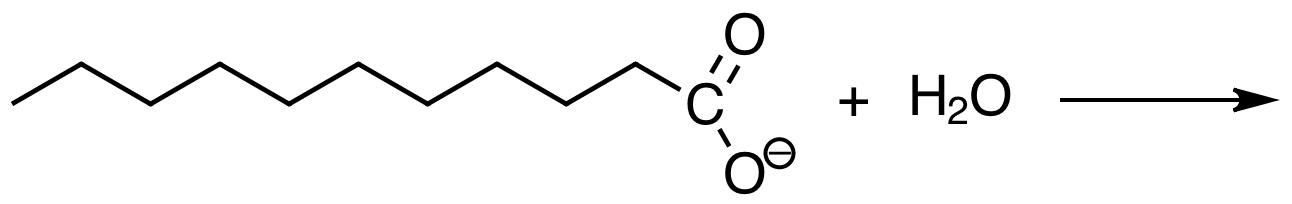 O
C + H₂O
O⊖